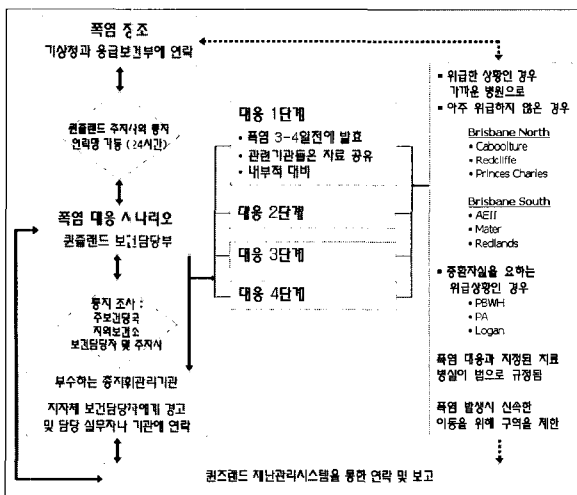 폭염 징조
기상청과 응급보건부에 연락
퀸즐랜드 주지사의 통지
연락망 가동 (24시간)
폭염 대응 시나리오
퀸즐랜드 보건담당부
통지 조사 :
주보건당국
지역보건소
보건담당자 및 주지사
부수하는 총지휘관리기관
지자체 보건담당자에게 경고
및 담당 실무자나 기관에 연락
대응 1단계
• 폭염 3-4일전에 발효
• 관련기관들은 자료 공유
• 내부적 대비
대응 2단계
대응 3단계
대응 4단계
• 위급한 상황인 경우
가까운 병원으로
• 아주 위급하지 않은 경우
Brisbane North
• Caboolture
• Redcliffe
• Princes Charles
Brisbane South
• Mater
• Redlands
• 중환자실을 요하는
위급상황인 경우
• PBWH
• PA
• Logan
폭염 대응과 지정된 치료
병실이 법으로 규정됨
폭염 발생시 신속한
이동을 위해 구역을 제한
퀸즈랜드 재난관리시스템을 통한 연락 및 보고